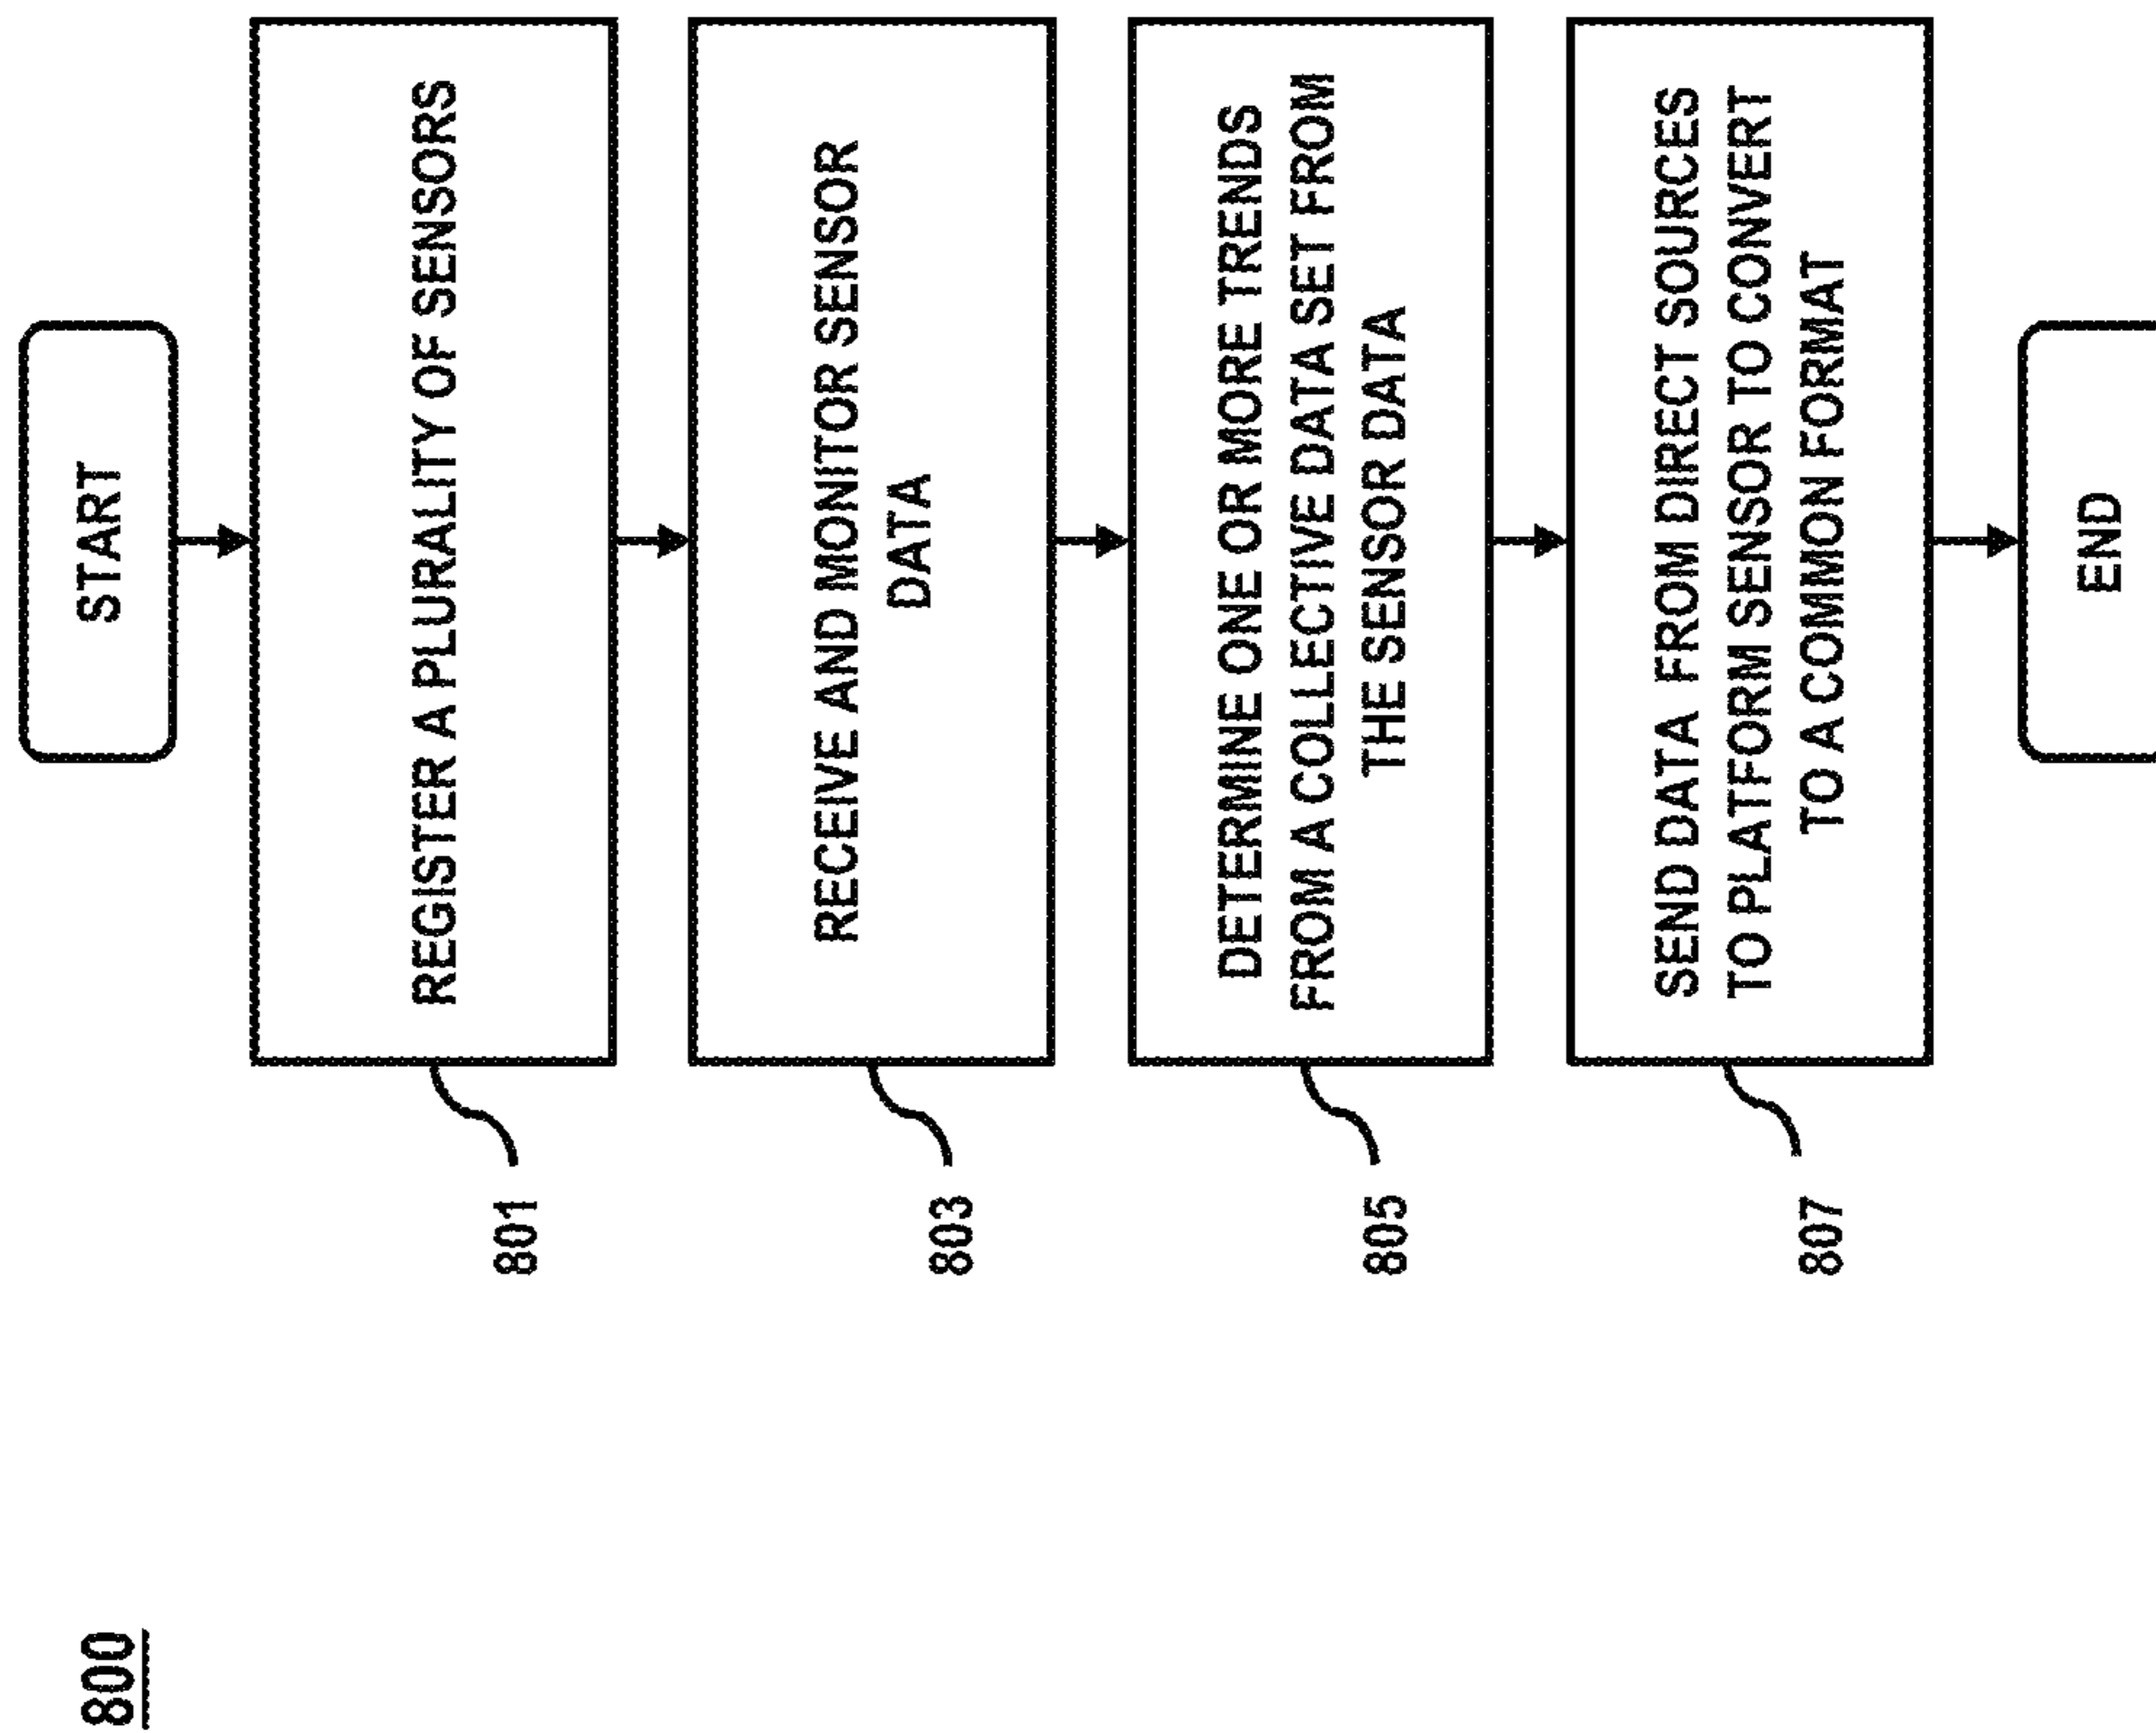 800
START
801
REGISTER A PLURALITY OF SENSORS
803
RECEIVE AND MONITOR SENSOR
DATA
805
DETERMINE ONE OR MORE TRENDS
FROM A COLLECTIVE DATA SET FROM
THE SENSOR DATA
807
SEND DATA FROM DIRECT SOURCES
TO PLATFORM SENSOR TO CONVERT
TO A COMMON FORMAT
END